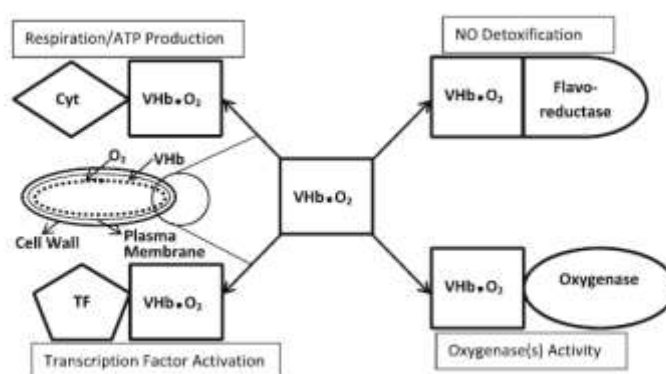 Respiration/ATP Production
NO Detoxification
Cyt
VHb•O₂
VHb•O₂
Flavo-
reductase
O₂
VHb
VHb•O₂
Cell Wall
Plasma
Membrane
TF
VHb•O₂
VHb•O₂
Oxygenase
Transcription Factor Activation
Oxygenase(s) Activity